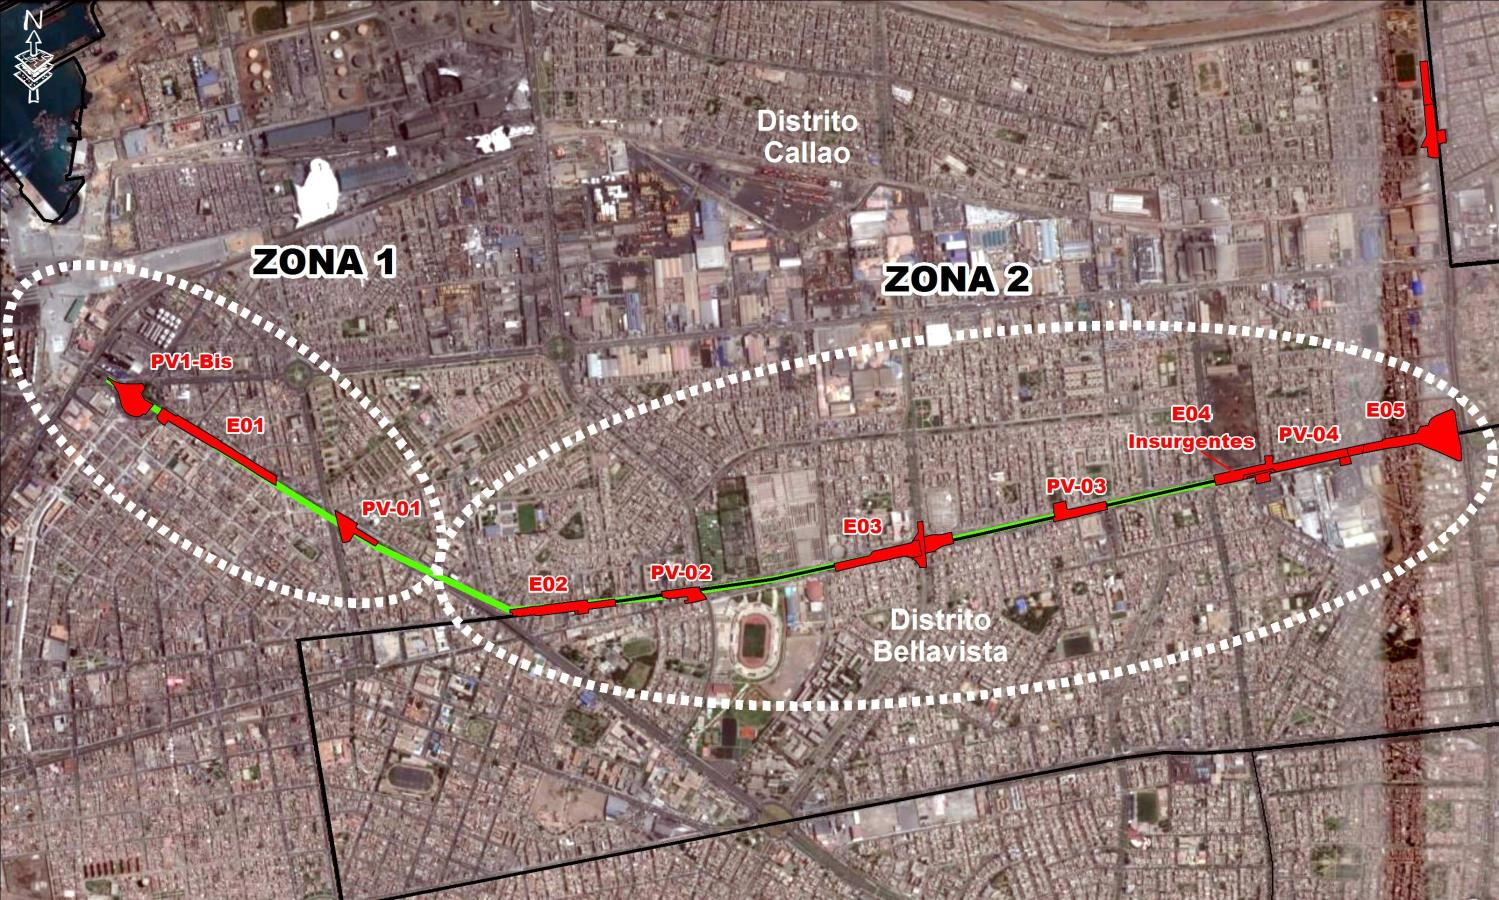 N
Distrito
Callao
ZONA 1
ZONA 2
PV1-Bis
E01
PV-01
E02
PV-02
E03
PV-03
E04
Insurgentes
PV-04
E05
Distrito
Bellavista